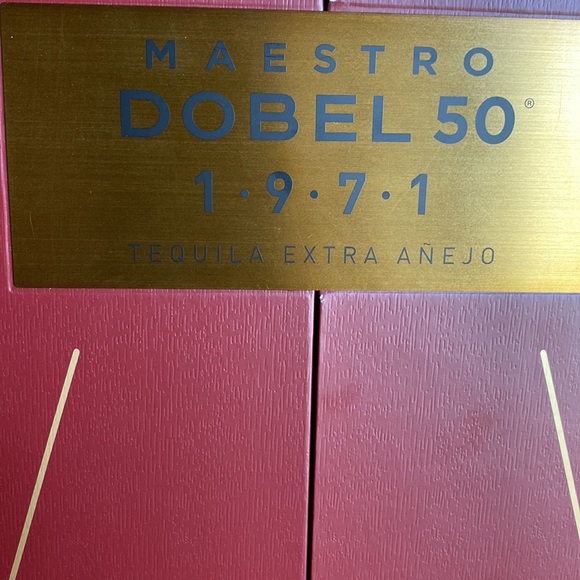 MAESTRO
DOBEL 50®
1·9·7·1
TEQUILA EXTRA AÑEJO